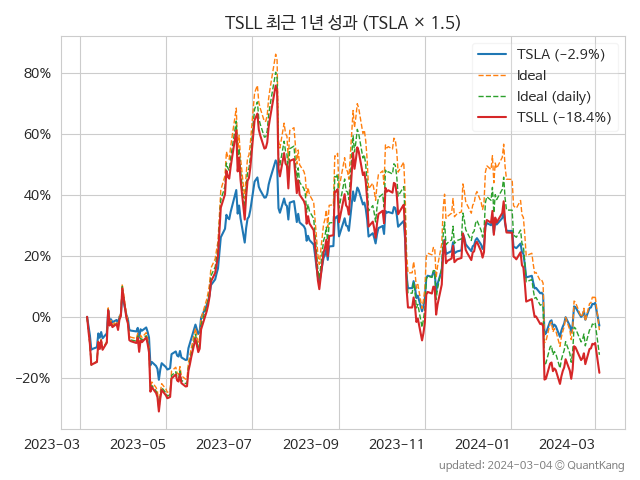 TSLL 최근 1년 성과 (TSLA × 1.5)
TSLA (−2.9%)
Ideal
Ideal (daily)
TSLL (−18.4%)
80%
60%
40%
20%
0%
−20%
2023−03
2023−05
2023−07
2023−09
2023−11
2024−01
2024−03
updated: 2024−03−04 ⓒ QuantKang